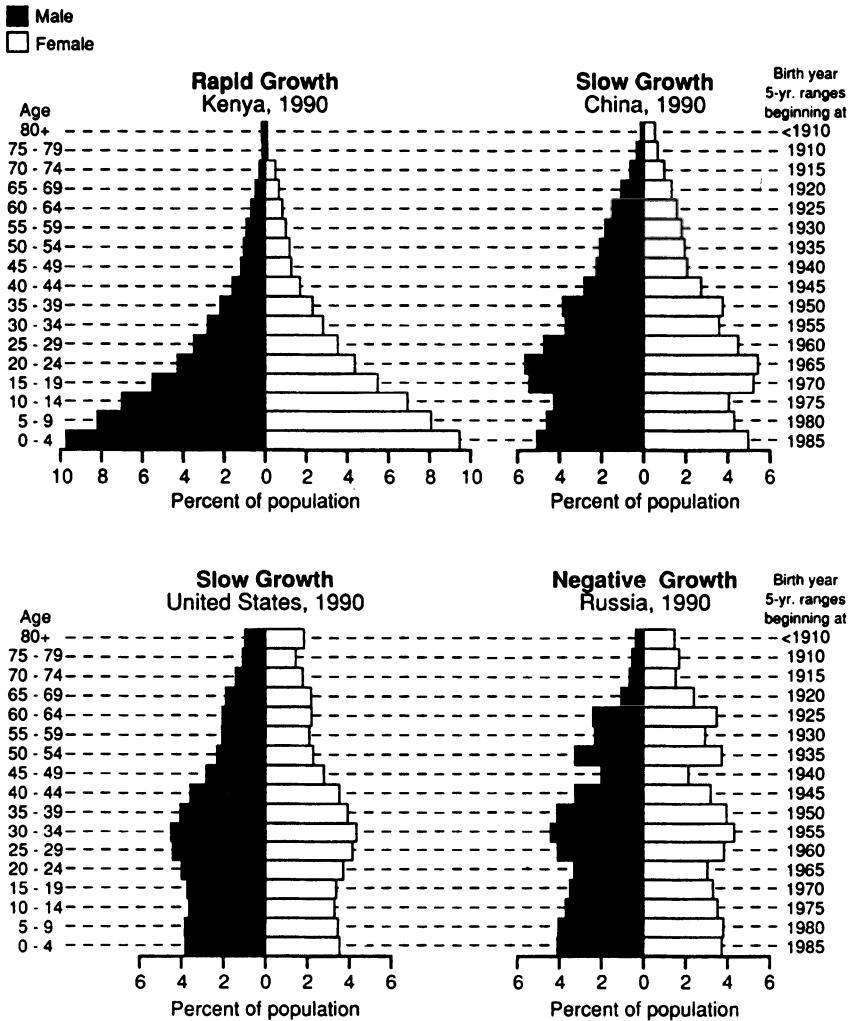 Male
Female
Rapid Growth
Kenya, 1990
Slow Growth
China, 1990
Birth year
5-yr. ranges
beginning at
Age
80+
75 - 79
70 - 74
65 - 69
60 - 64
55 - 59
50 - 54
45 - 49
40 - 44
35 - 39
30 - 34
25 - 29
20 - 24
15 - 19
10 - 14
5 - 9
0 - 4
<1910
1910
1915
1920
1925
1930
1935
1940
1945
1950
1955
1960
1965
1970
1975
1980
1985
10 8 6 4 2 0 2 4 6 8 10
Percent of population
6 4 2 0 2 4 6
Percent of population
Slow Growth
United States, 1990
Negative Growth
Russia, 1990
Birth year
5-yr. ranges
beginning at
Age
80+
75 - 79
70 - 74
65 - 69
60 - 64
55 - 59
50 - 54
45 - 49
40 - 44
35 - 39
30 - 34
25 - 29
20 - 24
15 - 19
10 - 14
5 - 9
0 - 4
<1910
1910
1915
1920
1925
1930
1935
1940
1945
1950
1955
1960
1965
1970
1975
1980
1985
6 4 2 0 2 4 6
Percent of population
6 4 2 0 2 4 6
Percent of population